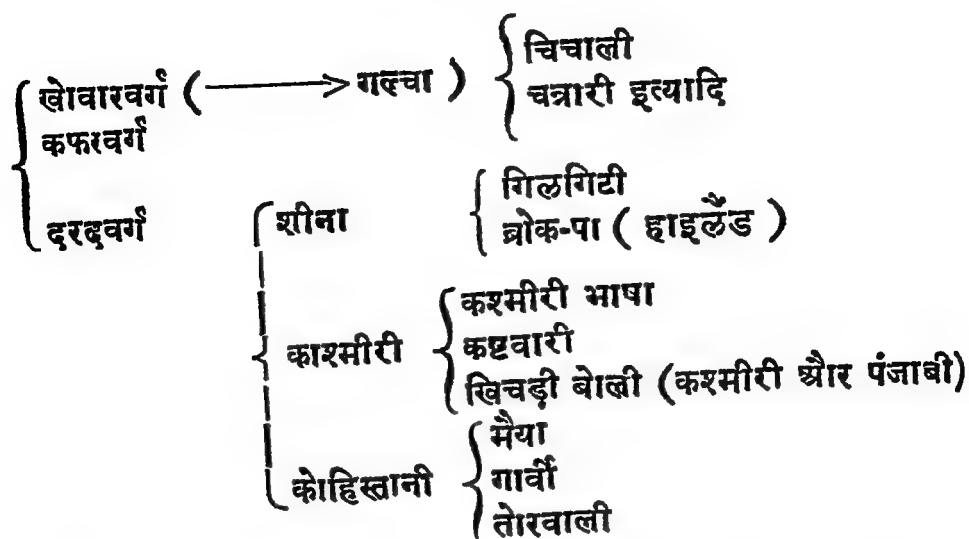 खोवारवर्ग ( ⟶ गल्चा )
चिचाली
चत्रारी इत्यादि
कफरवर्ग
दरदवर्ग
शीना
गिलगिटी
ब्रोक-पा ( हाइलैंड )
काश्मीरी
कश्मीरी भाषा
कष्टवारी
खिचड़ी बोली (कश्मीरी और पंजाबी)
कोहिस्तानी
मैया
गार्वी
तोरवाली